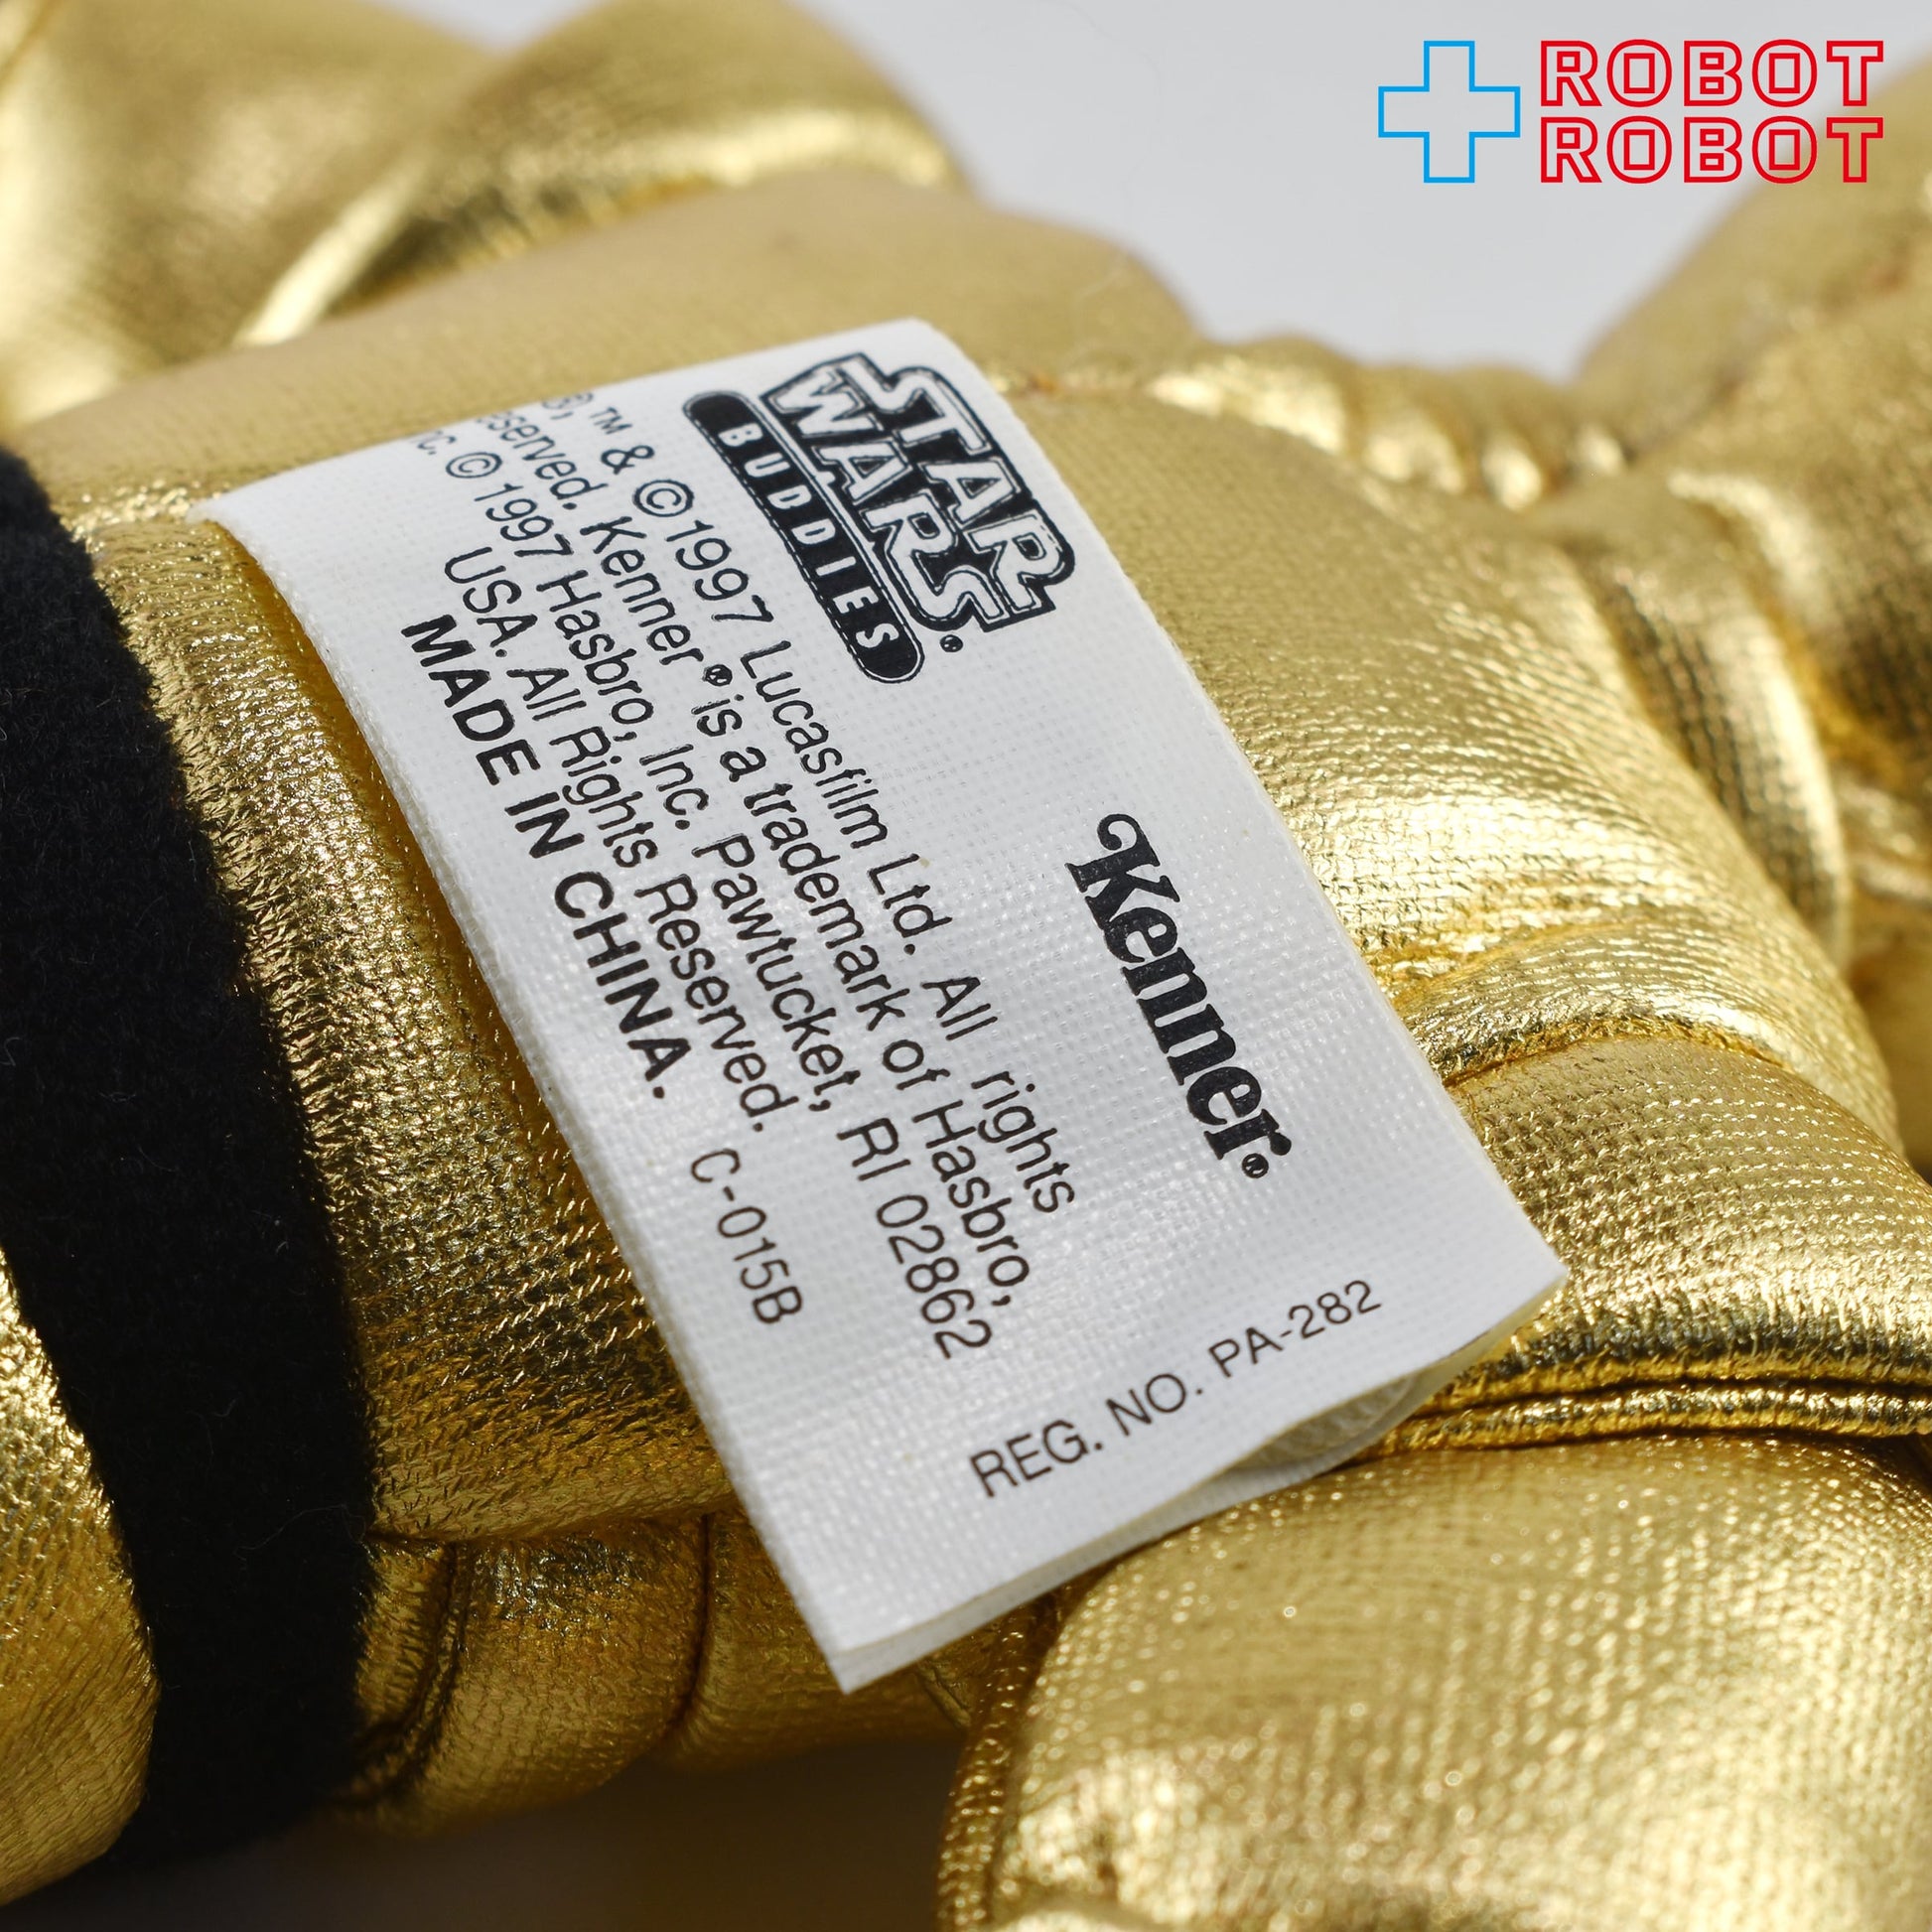 ROBOT
ROBOT
STAR
WARS
BUDDIES
Kenner®
®, ™ & © 1997 Lucasfilm Ltd. All rights
Kenner® is a trademark of Hasbro,
© 1997 Hasbro, Inc. Pawtucket, RI 02862
USA. All Rights Reserved.
MADE IN CHINA. C-015B
REG. NO. PA-282